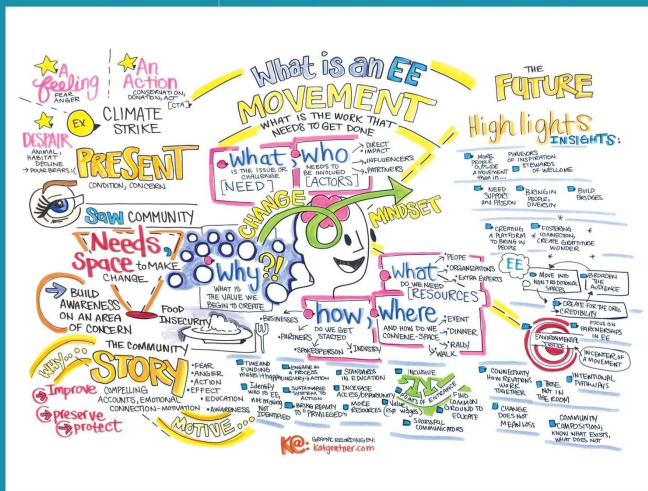 A
feeling
FEAR
ANGER
An
Action
CONSERVATION,
DONATION, ACT
[CTA]
EX
CLIMATE
STRIKE
DESPAIR
ANIMAL,
HABITAT
DECLINE
→ POLAR BEARS :(
PRESENT
CONDITION, CONCERN
SAW COMMUNITY
Needs,
Space to MAKE
CHANGE
BUILD
AWARENESS
ON AN AREA
OF CONCERN
FOOD
INSECURITY
THE COMMUNITY
WHY...
STORY
COMPELLING
ACCOUNTS, EMOTIONAL
CONNECTION - MOTIVATION
Improve
preserve
protect
• FEAR
• ANGER
• ACTION
• EFFECT
• EDUCATION
• AWARENESS
MOTIVE...
What is an EE
MOVEMENT
WHAT IS THE WORK THAT
NEEDS TO GET DONE
What,
IS THE ISSUE OR
CHALLENGE
[NEED]
who
NEEDS TO
BE INVOLVED
[ACTORS]
→ DIRECT
IMPACT
→ INFLUENCERS
→ PARTNERS
CHANGE
MINDSET
Why?!
WHAT IS
THE VALUE WE
BEGIN TO CREATE
What
DO WE NEED
[RESOURCES]
→ PEOPE
→ ORGANIZATIONS
→ EXTRA EXPERTS
how,
DO WE GET
STARTED
BUSINESSES
PARTNERS
SPOKESPERSON
INDUSTRY
Where
AND HOW DO WE
CONVENE - SPACE
EVENT
DINNER
RALLY
WALK
TIME AND
FUNDING
ENGAGE IN
A PROCESS
Identify
WHO IS EE,
NOT
IDENTIFIED
SUSTAINABLE
SYSTEM TO
ACTION
BRING REALITY
TO "PRIVILEGED"
STANDARDS
IN EDUCATION
INCREASE
ACCESS/OPPORTUNITY
MORE
RESOURCES
INCLUSIVE
POINTS OF ENTRANCE
Value
(esp wages)
FIND
COMMON
GROUND TO
EDUCATE
SUCCESSFUL
COMMUNICATORS
THE
FUTURE
Highlights
INSIGHTS:
MORE
PEOPLE
OUTSIDE
A MOVEMENT
PURVEYORS
OF INSPIRATION
STEWARDS
OF WELCOME
NEED
SUPPORT
AND PASSION
BRING IN
PEOPLE,
DIVERSITY
BUILD
BRIDGES
CREATING
A PLATFORM
TO BRING IN
PEOPLE
FOSTERING
CONNECTION,
CREATE GRATITUDE
WONDER
EE
MOVE INTO
NON TRADITIONAL
SPACES
BROADEN
THE
AUDIENCE
CREATE FOR THE ORG.
CREDIBILITY
ENVIRONMENTAL
JUSTICE
FOCUS ON
PARTNERSHIPS
IN EE
IN CENTER OF
A MOVEMENT
CONNECTIVITY
HOW RELATIONS
WORK
TOGETHER
THOSE
NOT IN
THE ROOM
INTENTIONAL
PATHWAYS
CHANGE
DOES NOT
MEAN LOSS
COMMUNITY
COMPOSITION,
KNOW WHAT EXISTS,
WHAT DOES NOT
K@:
GRAPHIC RECORDING BY:
katgentner.com